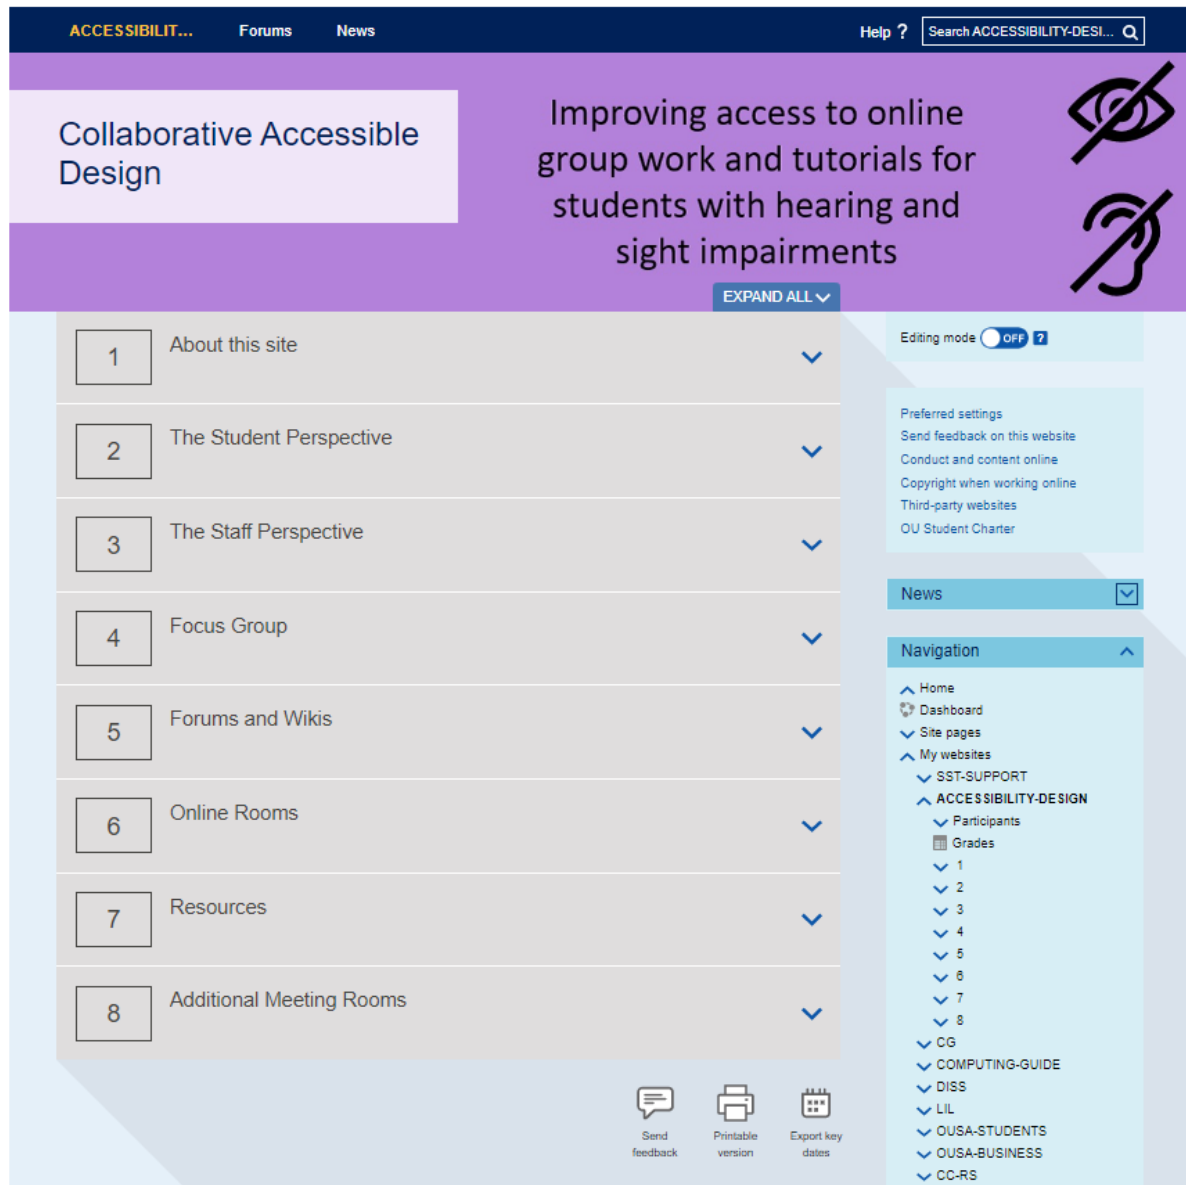 ACCESSIBILIT...
Forums
News
Help ?
Search ACCESSIBILITY-DESI...
Collaborative Accessible
Design
Improving access to online
group work and tutorials for
students with hearing and
sight impairments
EXPAND ALL
1
About this site
2
The Student Perspective
3
The Staff Perspective
4
Focus Group
5
Forums and Wikis
6
Online Rooms
7
Resources
8
Additional Meeting Rooms
Send
feedback
Printable
version
Export key
dates
Editing mode OFF ?
Preferred settings
Send feedback on this website
Conduct and content online
Copyright when working online
Third-party websites
OU Student Charter
News
Navigation
Home
Dashboard
Site pages
My websites
SST-SUPPORT
ACCESSIBILITY-DESIGN
Participants
Grades
1
2
3
4
5
6
7
8
CG
COMPUTING-GUIDE
DISS
LIL
OUSA-STUDENTS
OUSA-BUSINESS
CC-RS